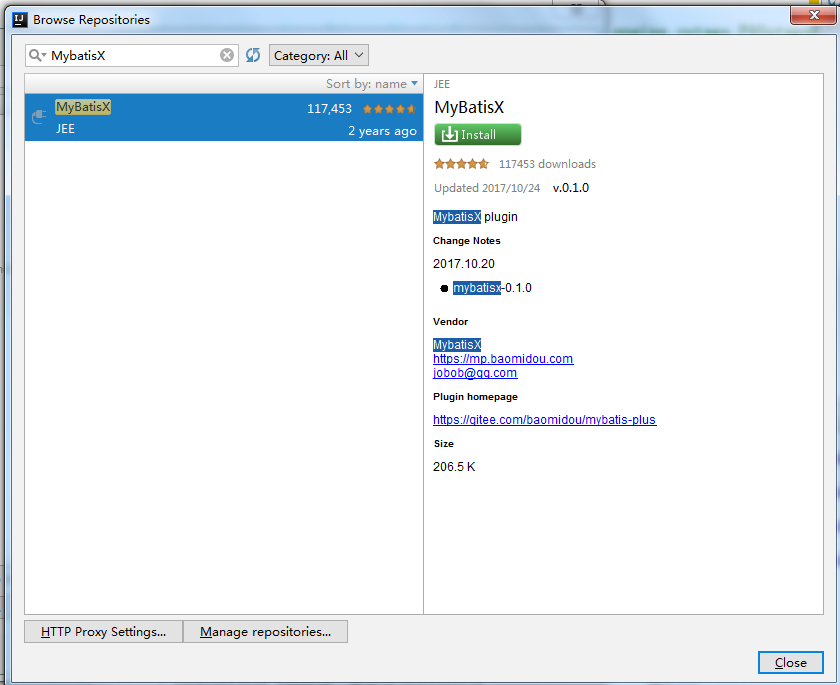 Browse Repositories
MybatisX
Category: All
Sort by: name
MyBatisX
117,453
JEE
2 years ago
JEE
MyBatisX
Install
117453 downloads
Updated 2017/10/24 v.0.1.0
MybatisX plugin
Change Notes
2017.10.20
mybatisx-0.1.0
Vendor
MybatisX
https://mp.baomidou.com
jobob@qq.com
Plugin homepage
https://gitee.com/baomidou/mybatis-plus
Size
206.5 K
HTTP Proxy Settings...
Manage repositories...
Close